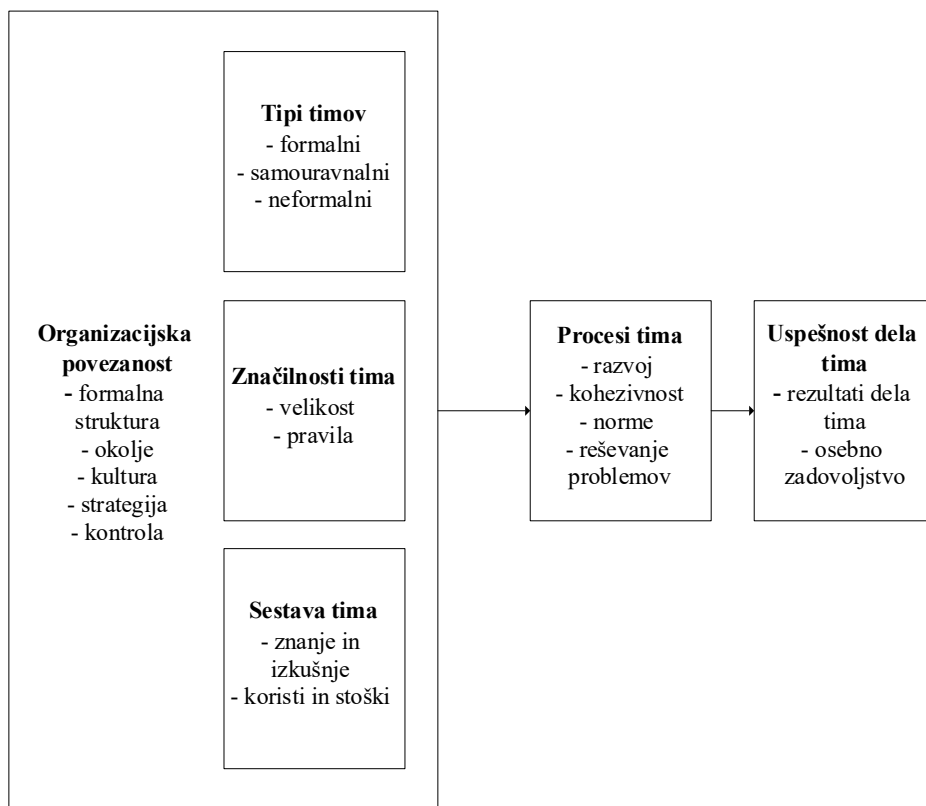 Tipi timov
- formalni
- samouravnalni
- neformalni
Organizacijska
povezanost
- formalna
struktura
- okolje
- kultura
- strategija
- kontrola
Značilnosti tima
- velikost
- pravila
Sestava tima
- znanje in
izkušnje
- koristi in stoški
Procesi tima
- razvoj
- kohezivnost
- norme
- reševanje
problemov
Uspešnost dela
tima
- rezultati dela
tima
- osebno
zadovoljstvo